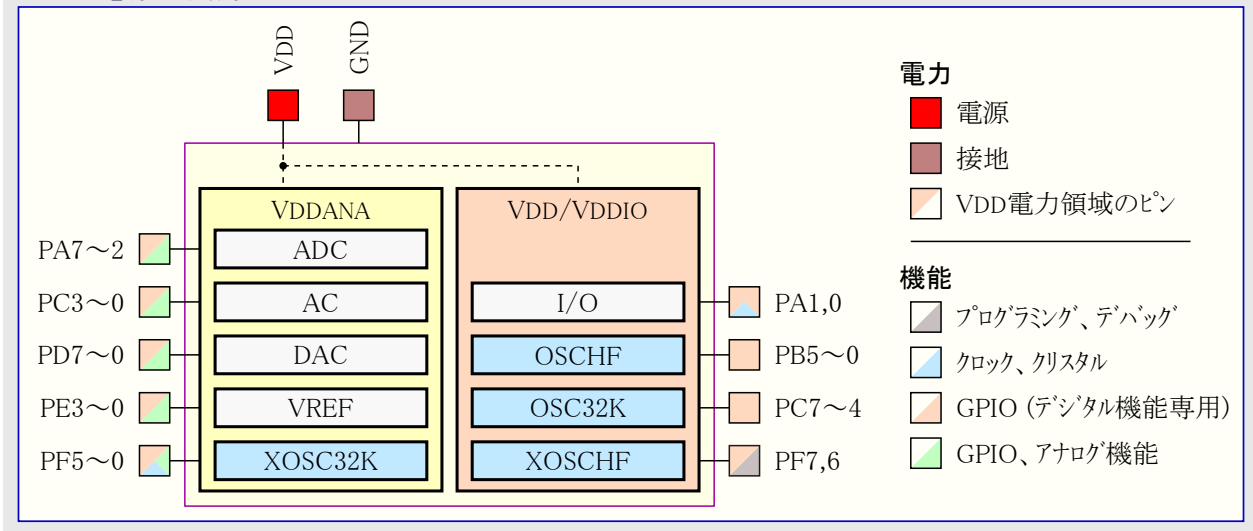 VDD
GND
VDDANA
ADC
AC
DAC
VREF
XOSC32K
VDD/VDDIO
I/O
OSCHF
OSC32K
XOSCHF
PA7～2
PC3～0
PD7～0
PE3～0
PF5～0
PA1,0
PB5～0
PC7～4
PF7,6
電力
電源
接地
VDD電力領域のﾋﾟﾝ
機能
ﾌﾟﾛｸﾞﾗﾐﾝｸﾞ、ﾃﾞﾊﾞｯｸﾞ
ｸﾛｯｸ、ｸﾘｽﾀﾙ
GPIO (ﾃﾞｼﾞﾀﾙ機能専用)
GPIO、ｱﾅﾛｸﾞ機能